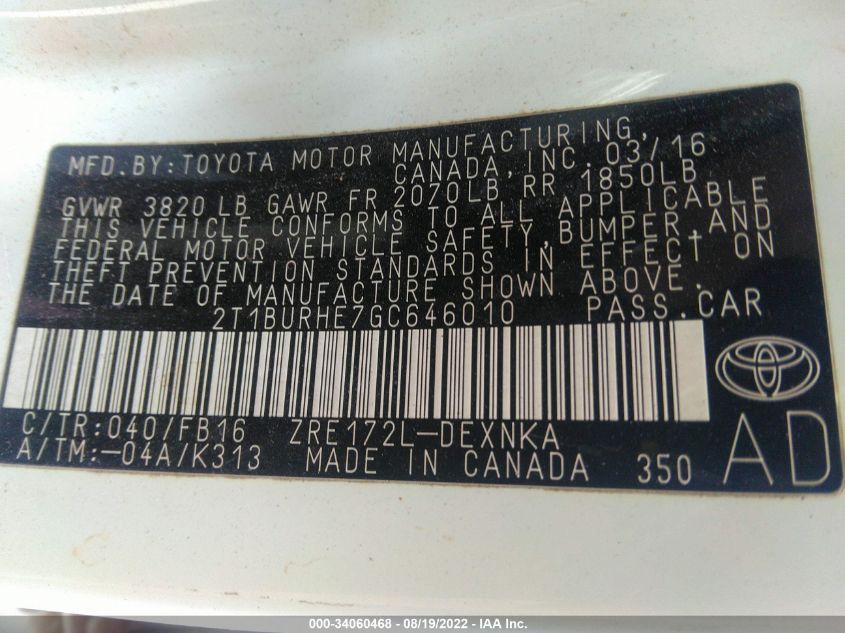 MFD.BY:TOYOTA MOTOR MANUFACTURING,
CANADA,INC.03/16
GVWR 3820 LB GAWR FR 2070LB RR 1850LB
THIS VEHICLE CONFORMS TO ALL APPLICABLE
FEDERAL MOTOR VEHICLE SAFETY,BUMPER,AND
THEFT PREVENTION STANDARDS IN EFFECT ON
THE DATE OF MANUFACTURE SHOWN ABOVE.
2T1BURHE7GC646010 PASS.CAR
C/TR:040/FB16 ZRE172L-DEXNKA
A/TM:-04A/K313 MADE IN CANADA 350 AD
000-34060468 - 08/19/2022 - IAA Inc.